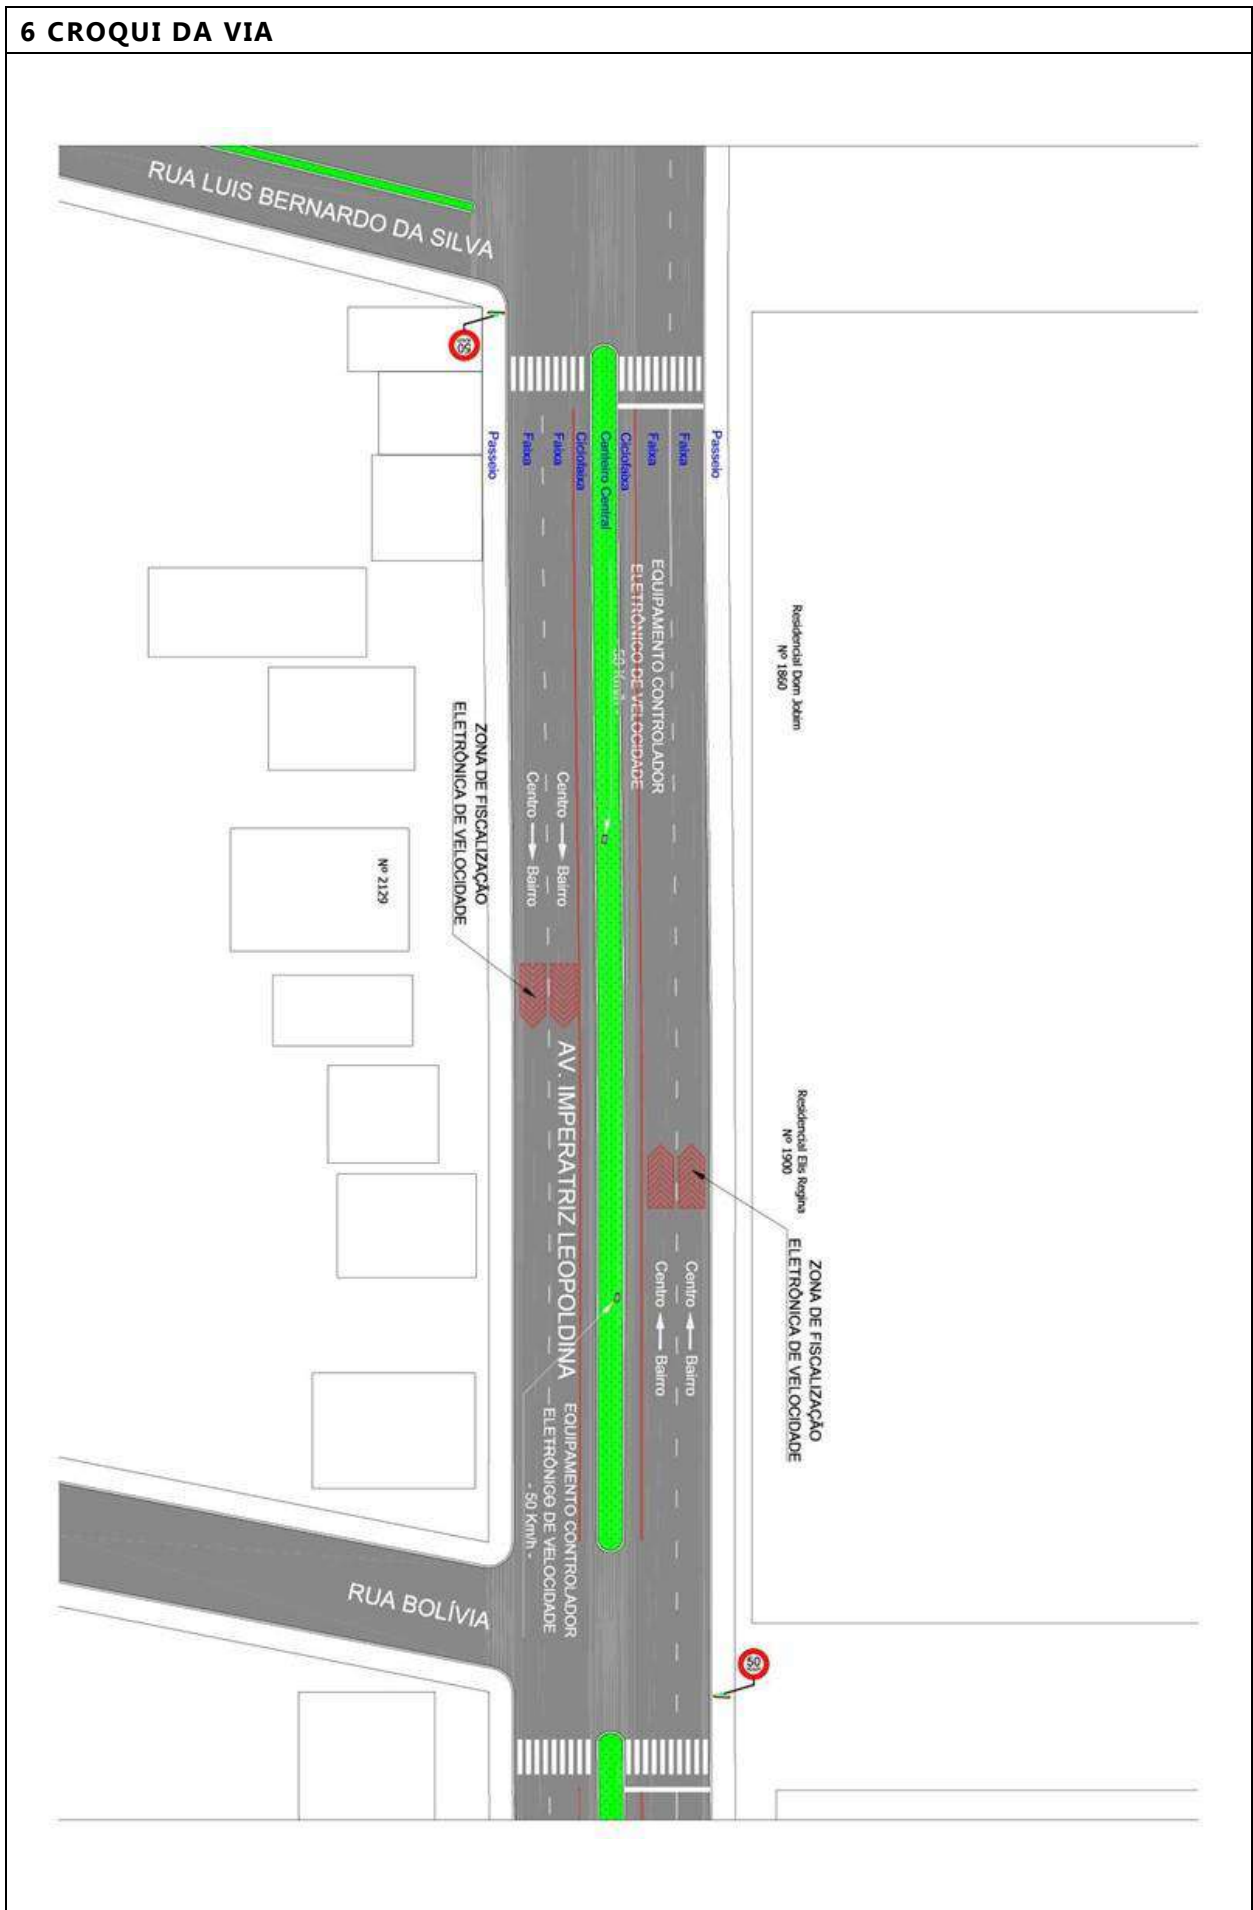 6 CROQUI DA VIA
RUA LUIS BERNARDO DA SILVA
Passeio
Faixa
Faixa
Ciclofaixa
Canteiro Central
Ciclofaixa
Faixa
Faixa
Passeio
EQUIPAMENTO CONTROLADOR
ELETRÔNICO DE VELOCIDADE
Residencial Dom Jobim
Nº 1860
ZONA DE FISCALIZAÇÃO
ELETRÔNICA DE VELOCIDADE
Centro Bairro
Centro Bairro
Nº 2129
AV. IMPERATRIZ LEOPOLDINA
Residencial Elis Regina
Nº 1900
ZONA DE FISCALIZAÇÃO
ELETRÔNICA DE VELOCIDADE
Centro Bairro
Centro Bairro
EQUIPAMENTO CONTROLADOR
ELETRÔNICO DE VELOCIDADE
- 50 Km/h -
RUA BOLÍVIA
50